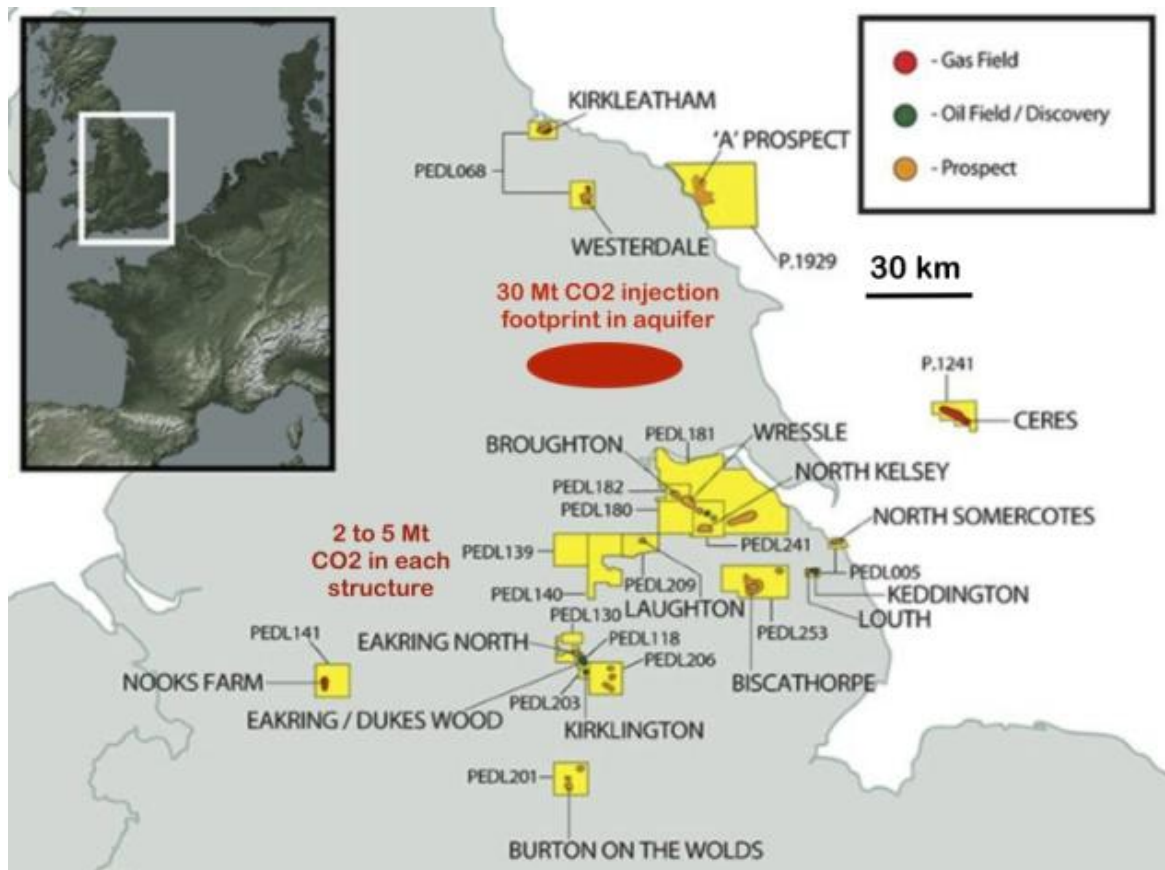 - Gas Field
- Oil Field / Discovery
- Prospect
KIRKLEATHAM
'A' PROSPECT
PEDL068
WESTERDALE
P.1929
30 km
30 Mt CO2 injection
footprint in aquifer
P.1241
CERES
BROUGHTON
PEDL181
WRESSLE
NORTH KELSEY
PEDL182
PEDL180
NORTH SOMERCOTES
2 to 5 Mt
CO2 in each
structure
PEDL139
PEDL241
PEDL140
PEDL209
PEDL005
KEDDINGTON
LAUGHTON
LOUTH
PEDL130
PEDL253
PEDL141
EAKRING NORTH
PEDL118
PEDL206
NOOKS FARM
BISCATHORPE
PEDL203
EAKRING / DUKES WOOD
KIRKLINGTON
PEDL201
BURTON ON THE WOLDS